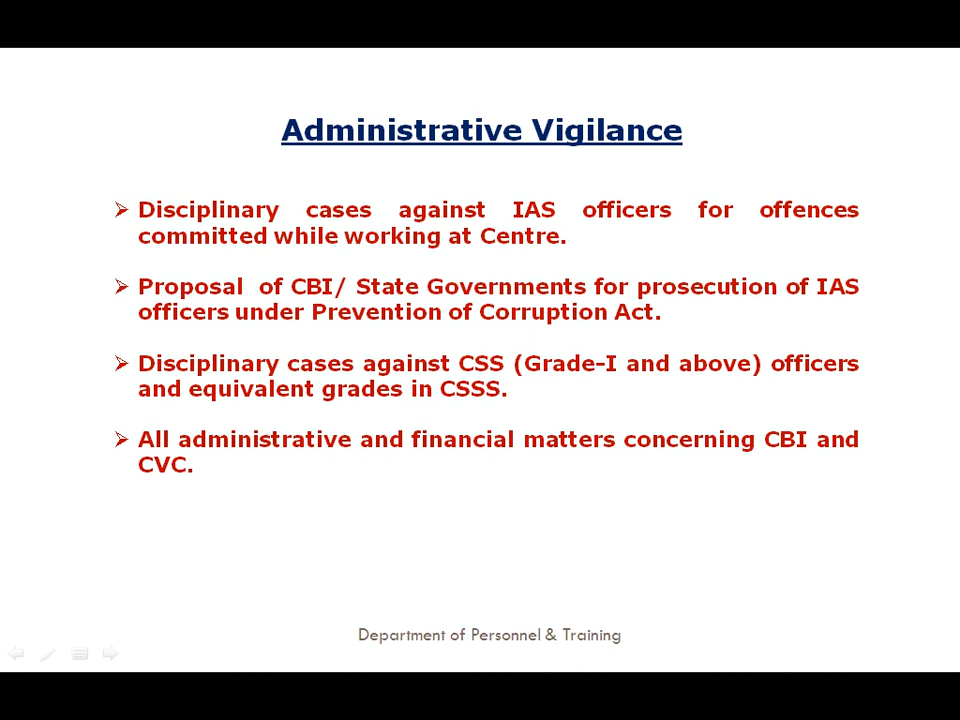 Administrative Vigilance
Disciplinary cases against IAS officers for offences
committed while working at Centre.
Proposal of CBI/ State Governments for prosecution of IAS
officers under Prevention of Corruption Act.
Disciplinary cases against CSS (Grade-I and above) officers
and equivalent grades in CSSS.
All administrative and financial matters concerning CBI and
CVC.
Department of Personnel & Training